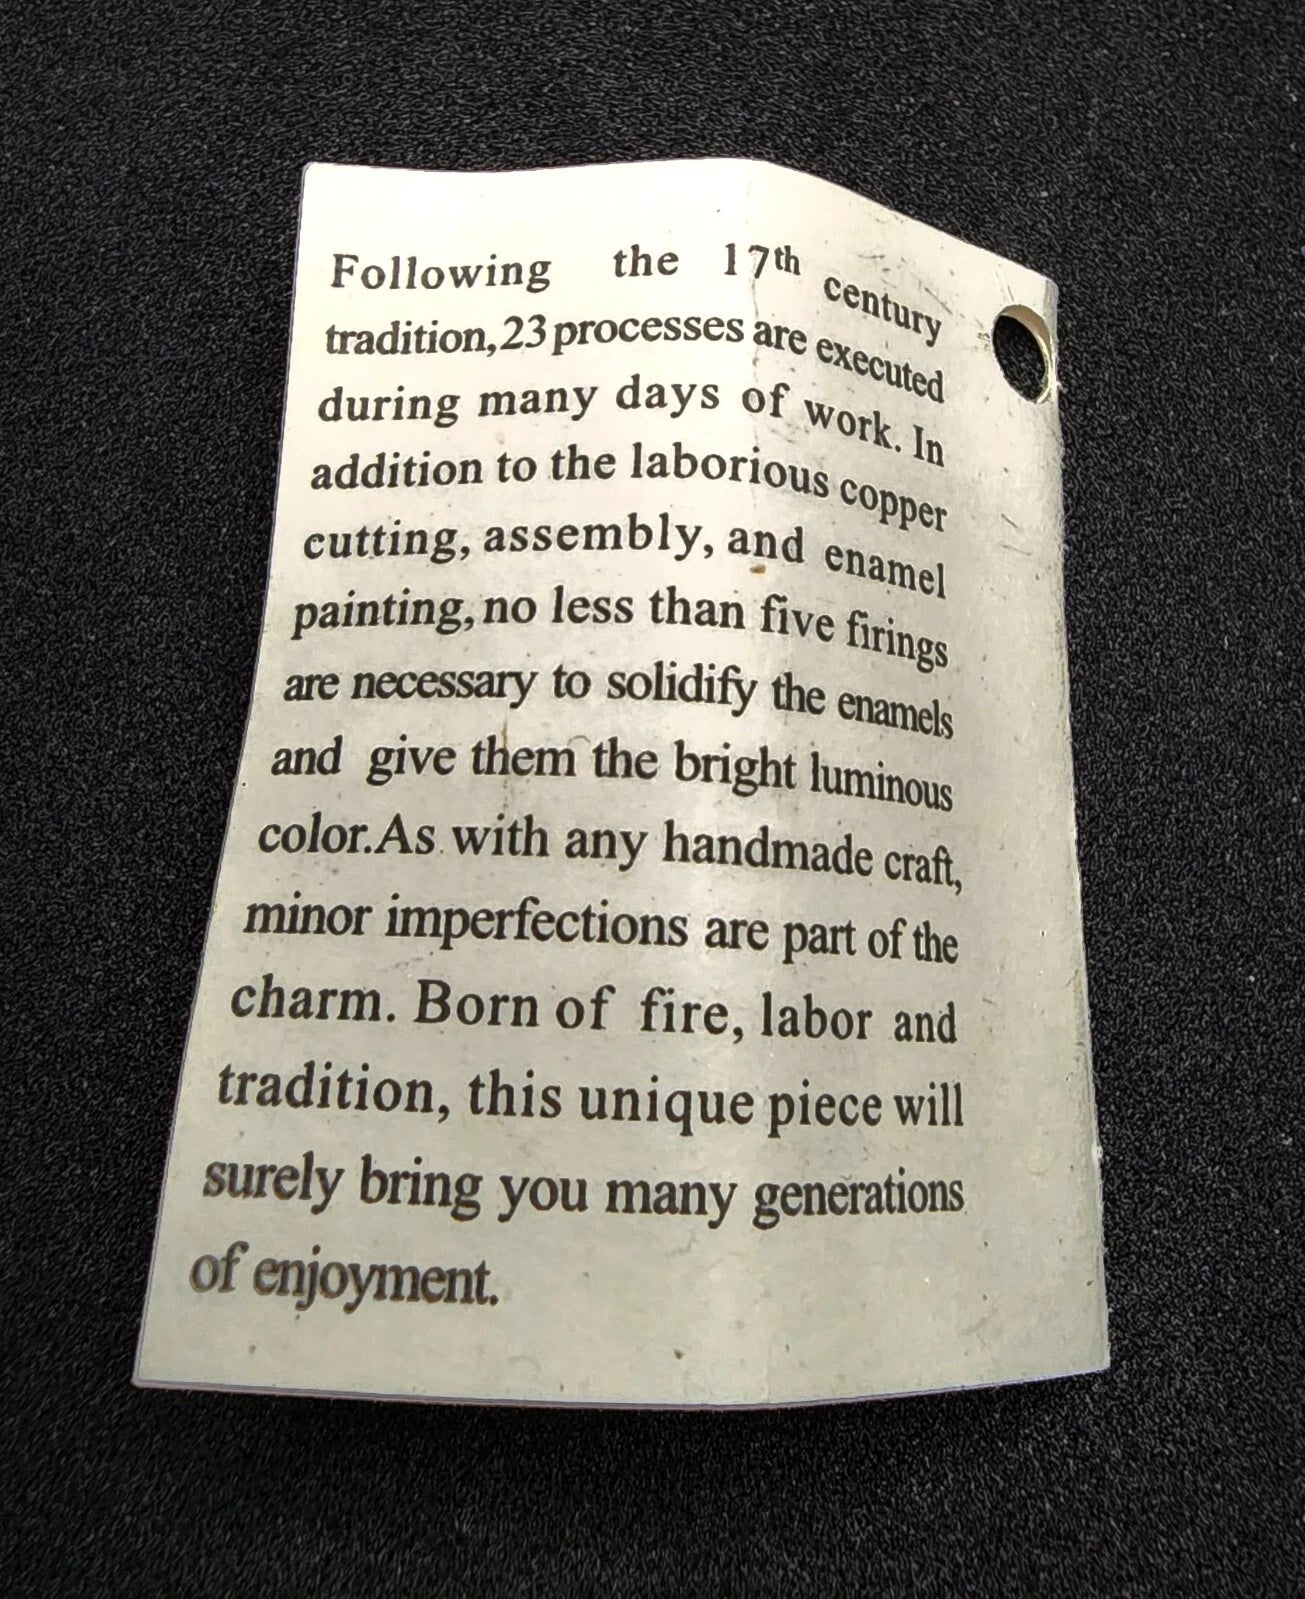 Following the 17th century
tradition,23 processes are executed
during many days of work. In
addition to the laborious copper
cutting, assembly, and enamel
painting, no less than five firings
are necessary to solidify the enamels
and give them the bright luminous
color.As with any handmade craft,
minor imperfections are part of the
charm. Born of fire, labor and
tradition, this unique piece will
surely bring you many generations
of enjoyment.